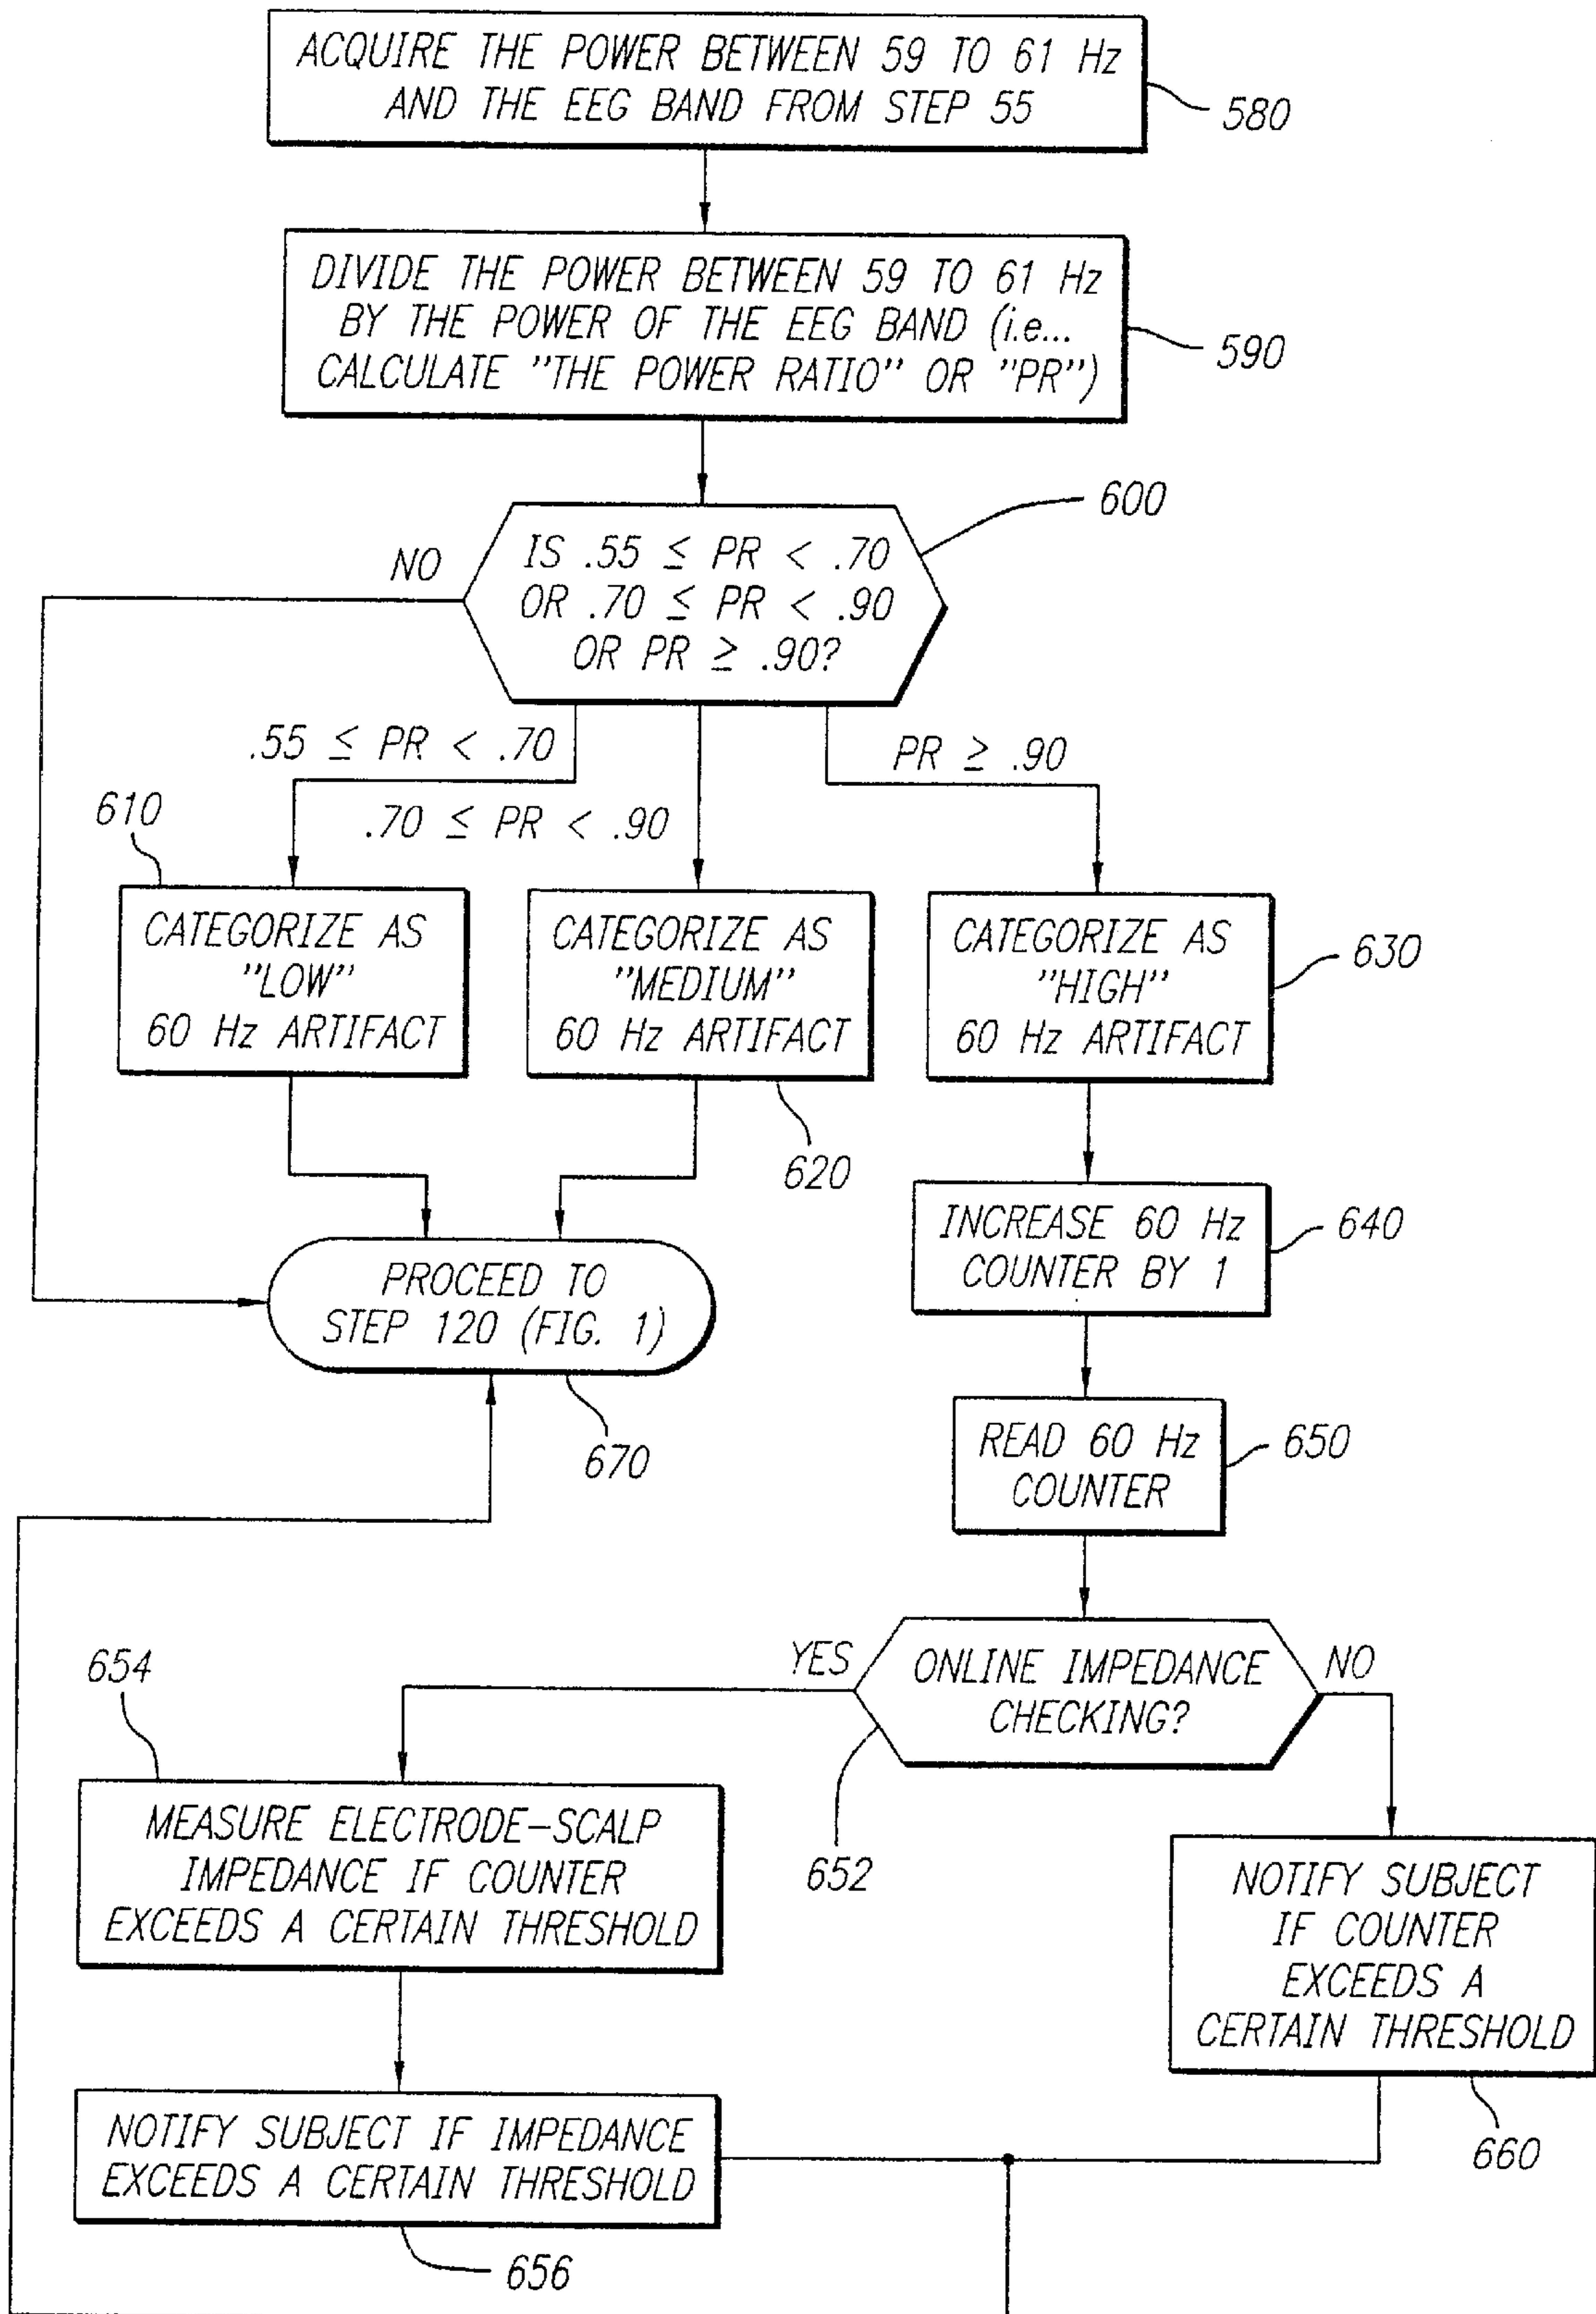 ACQUIRE THE POWER BETWEEN 59 TO 61 Hz
AND THE EEG BAND FROM STEP 55
580
DIVIDE THE POWER BETWEEN 59 TO 61 Hz
BY THE POWER OF THE EEG BAND (i.e...
CALCULATE "THE POWER RATIO" OR "PR")
590
600
IS .55 ≤ PR < .70
OR .70 ≤ PR < .90
OR PR ≥ .90?
NO
.55 ≤ PR < .70
.70 ≤ PR < .90
PR ≥ .90
610
CATEGORIZE AS
"LOW"
60 Hz ARTIFACT
CATEGORIZE AS
"MEDIUM"
60 Hz ARTIFACT
620
CATEGORIZE AS
"HIGH"
60 Hz ARTIFACT
630
INCREASE 60 Hz
COUNTER BY 1
640
PROCEED TO
STEP 120 (FIG. 1)
670
READ 60 Hz
COUNTER
650
YES
ONLINE IMPEDANCE
CHECKING?
NO
652
654
MEASURE ELECTRODE-SCALP
IMPEDANCE IF COUNTER
EXCEEDS A CERTAIN THRESHOLD
NOTIFY SUBJECT
IF COUNTER
EXCEEDS A
CERTAIN THRESHOLD
660
NOTIFY SUBJECT IF IMPEDANCE
EXCEEDS A CERTAIN THRESHOLD
656